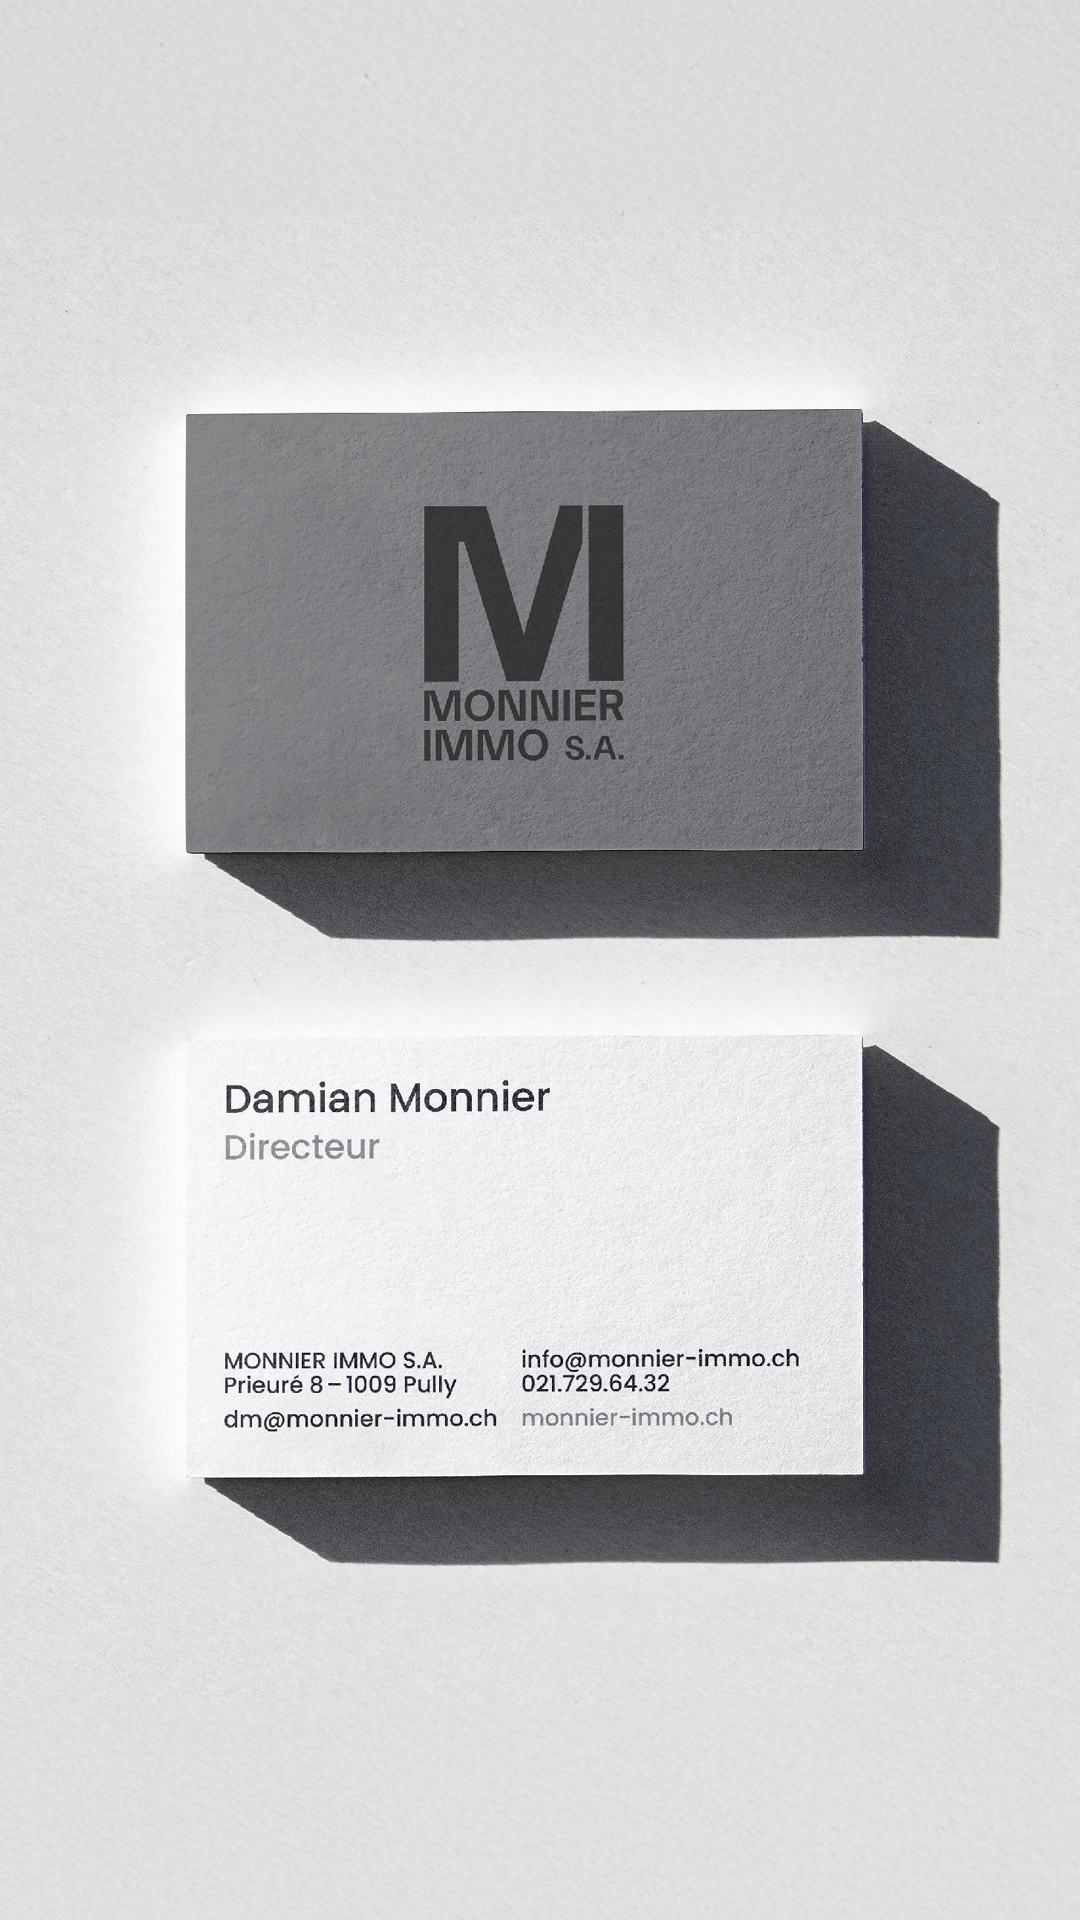 M
MONNIER
IMMO S.A.
Damian Monnier
Directeur
MONNIER IMMO S.A.
Prieuré 8 – 1009 Pully
dm@monnier-immo.ch
info@monnier-immo.ch
021.729.64.32
monnier-immo.ch